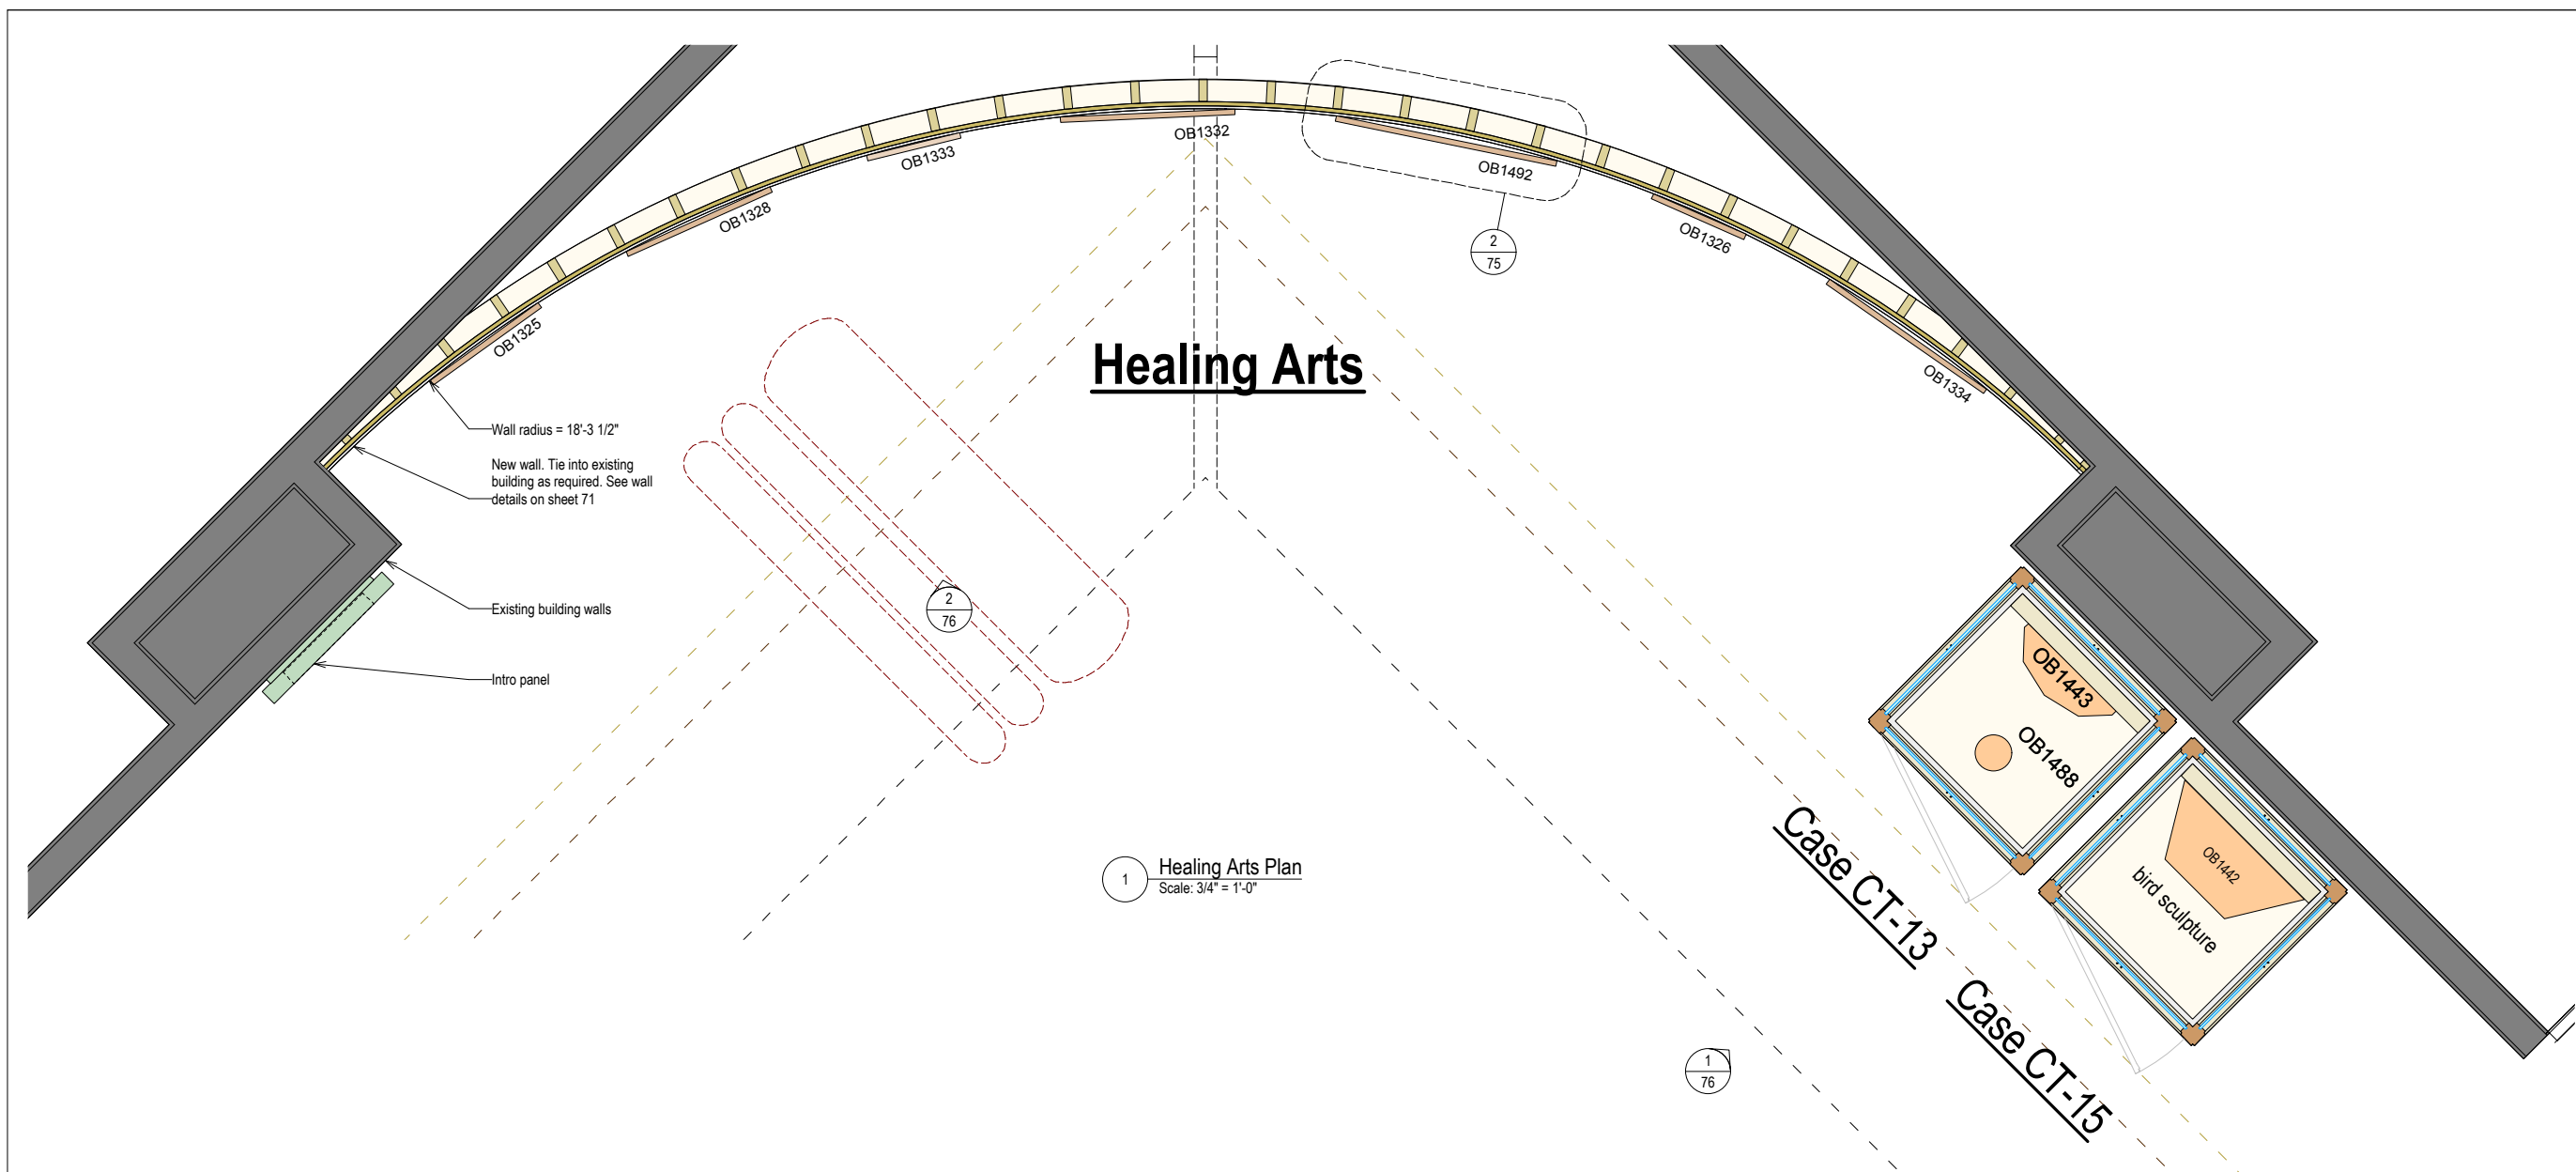 OB1332
OB1333
OB1492
OB1328
OB1326
OB1325
OB1334
2
75
Healing Arts
Wall radius = 18'-3 1/2"
New wall. Tie into existing
building as required. See wall
details on sheet 71
Existing building walls
Intro panel
2
76
OB1443
OB1488
OB1442
bird sculpture
Case CT-13
Case CT-15
1
Healing Arts Plan
Scale: 3/4" = 1'-0"
1
76